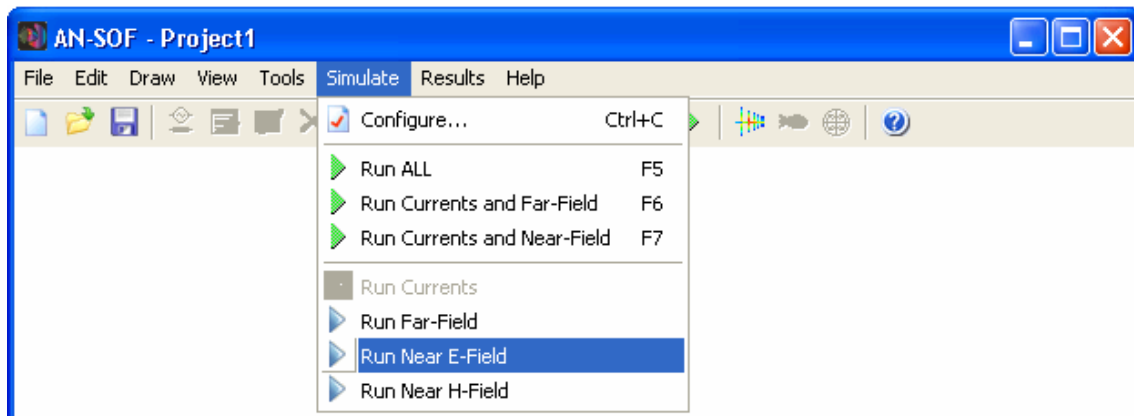 AN-SOF - Project1
File Edit Draw View Tools Simulate Results Help
Configure... Ctrl+C
Run ALL F5
Run Currents and Far-Field F6
Run Currents and Near-Field F7
Run Currents
Run Far-Field
Run Near E-Field
Run Near H-Field